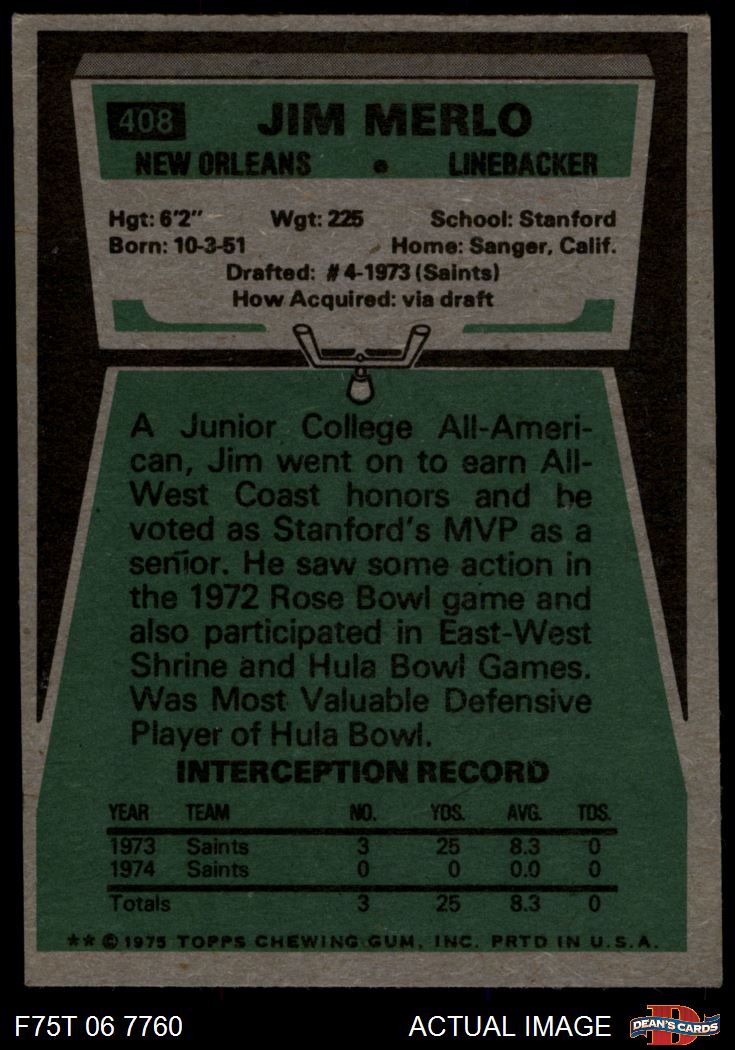 408 JIM MERLO
NEW ORLEANS • LINEBACKER
Hgt: 6'2" Wgt: 225 School: Stanford
Born: 10-3-51 Home: Sanger, Calif.
Drafted: #4-1973 (Saints)
How Acquired: via draft
A Junior College All-Ameri-
can, Jim went on to earn All-
West Coast honors and be
voted as Stanford's MVP as a
senior. He saw some action in
the 1972 Rose Bowl game and
also participated in East-West
Shrine and Hula Bowl Games.
Was Most Valuable Defensive
Player of Hula Bowl.
INTERCEPTION RECORD
YEAR TEAM NO. YDS. AVG. TDS.
1973 Saints 3 25 8.3 0
1974 Saints 0 0 0.0 0
Totals 3 25 8.3 0
** © 1975 TOPPS CHEWING GUM, INC. PRTD IN U.S.A.
F75T 06 7760 ACTUAL IMAGE D DEAN'S CARDS